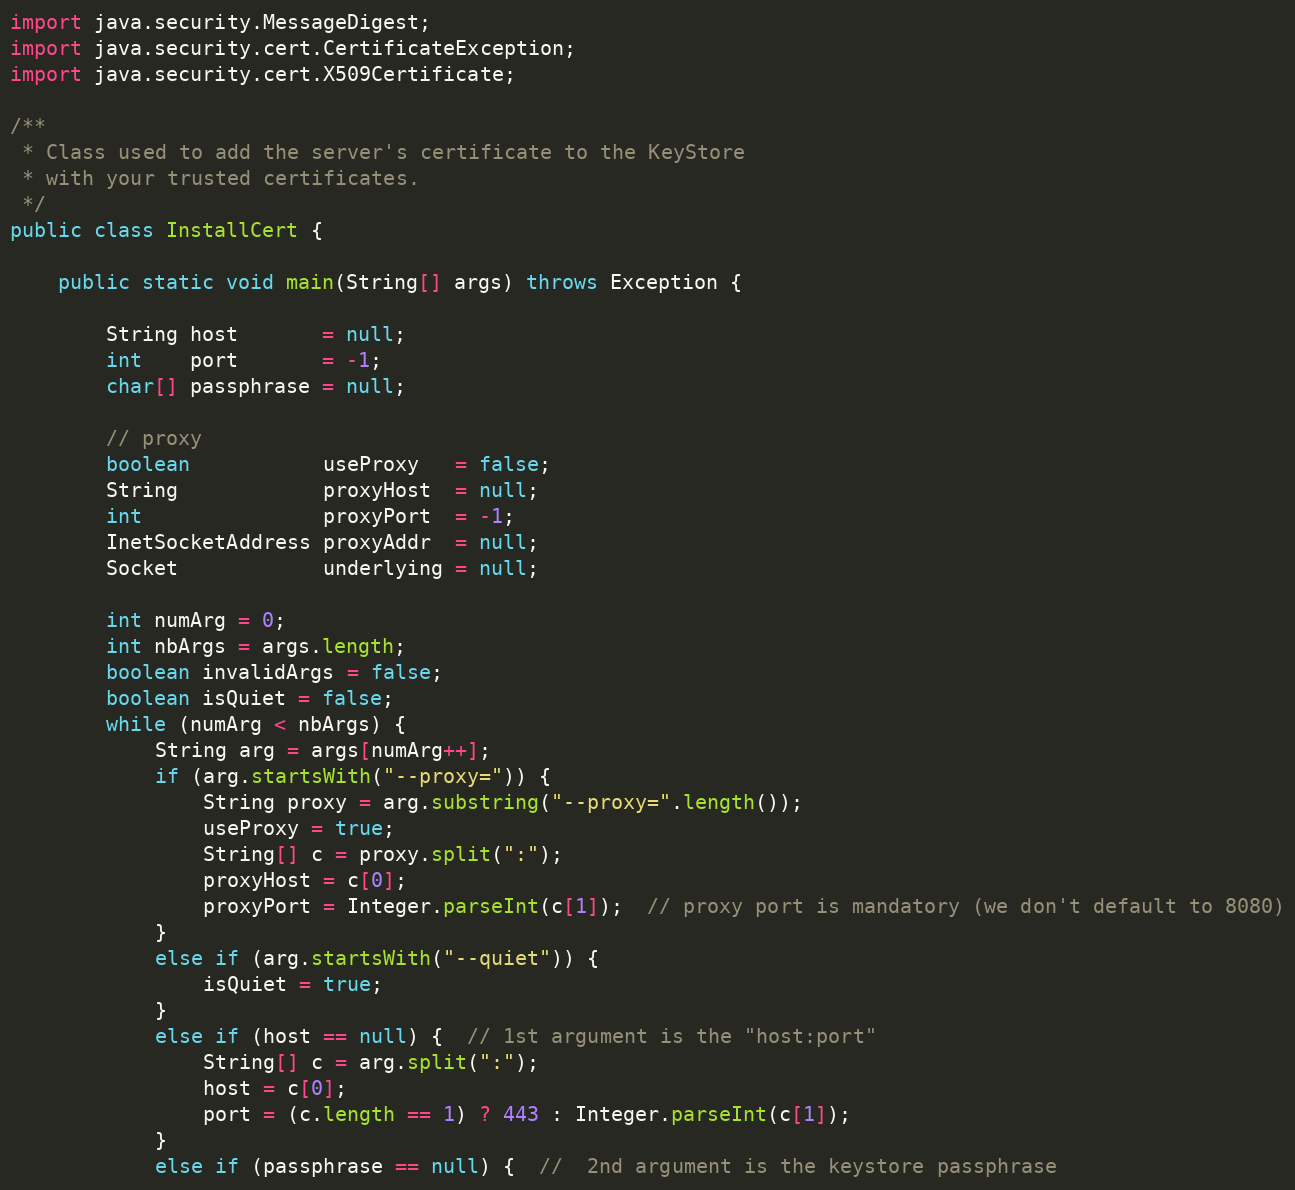 import java.security.MessageDigest;
import java.security.cert.CertificateException;
import java.security.cert.X509Certificate;

/**
 * Class used to add the server's certificate to the KeyStore
 * with your trusted certificates.
 */
public class InstallCert {

    public static void main(String[] args) throws Exception {

        String host       = null;
        int    port       = -1;
        char[] passphrase = null;

        // proxy
        boolean           useProxy   = false;
        String            proxyHost  = null;
        int               proxyPort  = -1;
        InetSocketAddress proxyAddr  = null;
        Socket            underlying = null;

        int numArg = 0;
        int nbArgs = args.length;
        boolean invalidArgs = false;
        boolean isQuiet = false;
        while (numArg < nbArgs) {
            String arg = args[numArg++];
            if (arg.startsWith("--proxy=")) {
                String proxy = arg.substring("--proxy=".length());
                useProxy = true;
                String[] c = proxy.split(":");
                proxyHost = c[0];
                proxyPort = Integer.parseInt(c[1]);  // proxy port is mandatory (we don't default to 8080)
            }
            else if (arg.startsWith("--quiet")) {
                isQuiet = true;
            }
            else if (host == null) {  // 1st argument is the "host:port"
                String[] c = arg.split(":");
                host = c[0];
                port = (c.length == 1) ? 443 : Integer.parseInt(c[1]);
            }
            else if (passphrase == null) {  //  2nd argument is the keystore passphrase